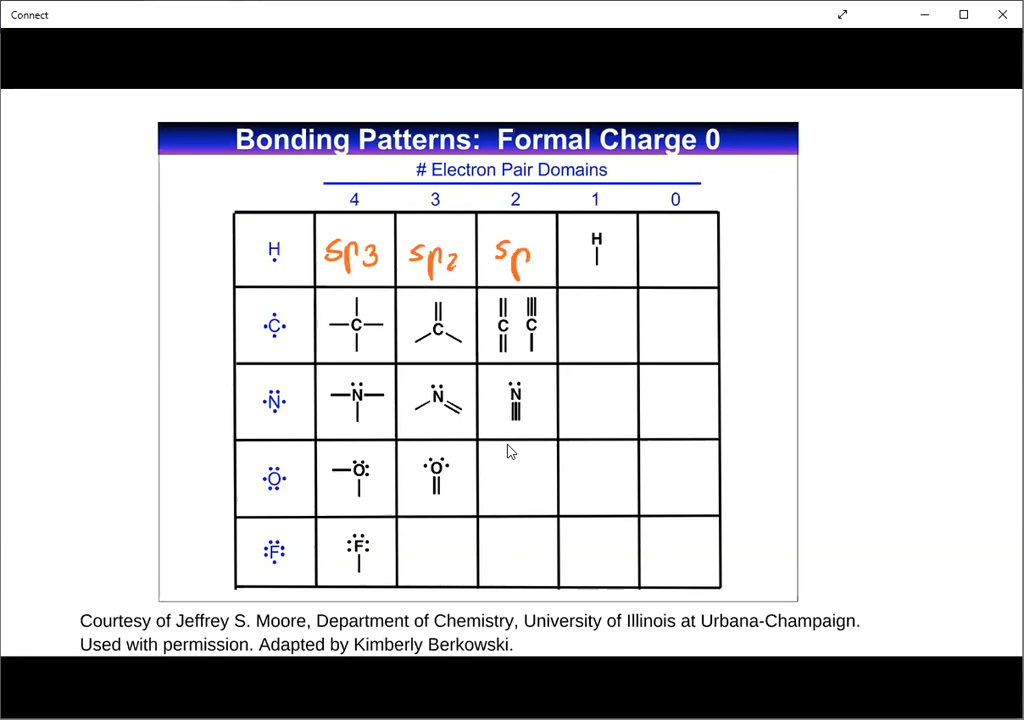 Connect
Bonding Patterns: Formal Charge 0
# Electron Pair Domains
4 3 2 1 0
H sp3 sp2 sp H
C C C C C
N N N N
O O O
F F
Courtesy of Jeffrey S. Moore, Department of Chemistry, University of Illinois at Urbana-Champaign.
Used with permission. Adapted by Kimberly Berkowski.